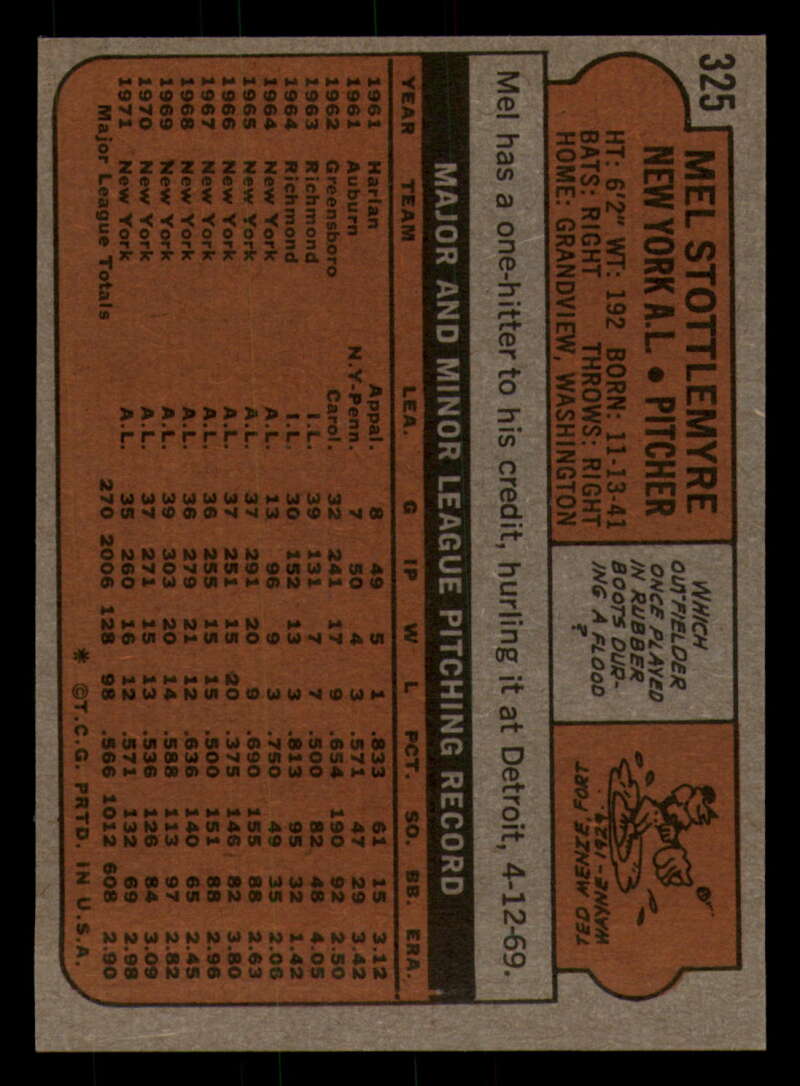 325
MEL STOTTLEMYRE
NEW YORK A.L. • PITCHER
HT: 6'2" WT: 192 BORN: 11-13-41
BATS: RIGHT THROWS: RIGHT
HOME: GRANDVIEW, WASHINGTON
WHICH
OUTFIELDER
ONCE PLAYED
IN RUBBER
BOOTS DUR-
ING A FLOOD
?
TED MENZE, FORT
WAYNE-1924.
Mel has a one-hitter to his credit, hurling it at Detroit, 4-12-69.
MAJOR AND MINOR LEAGUE PITCHING RECORD
YEAR TEAM LEA. G IP W L PCT. SO. BB. ERA.
1961 Harlan Appal. 8 49 5 1 .833 61 15 3.12
1961 Auburn N.Y-Penn. 7 50 4 3 .571 47 29 3.42
1962 Greensboro Carol. 32 241 17 9 .654 190 92 2.50
1963 Richmond I.L. 39 131 7 7 .500 82 48 4.05
1964 Richmond I.L. 30 152 13 3 .813 95 32 1.42
1964 New York A.L. 13 96 9 3 .750 49 35 2.06
1965 New York A.L. 37 291 20 9 .690 155 88 2.63
1966 New York A.L. 37 251 15 20 .375 146 82 3.80
1967 New York A.L. 36 255 15 15 .500 151 88 2.96
1968 New York A.L. 36 279 21 12 .636 140 65 2.45
1969 New York A.L. 39 303 20 14 .588 113 97 2.82
1970 New York A.L. 37 271 15 13 .536 126 84 3.09
1971 New York A.L. 35 260 16 12 .571 132 69 2.98
Major League Totals 270 2006 128 98 .566 1012 608 2.90
* ©T.C.G. PRTD. IN U.S.A.